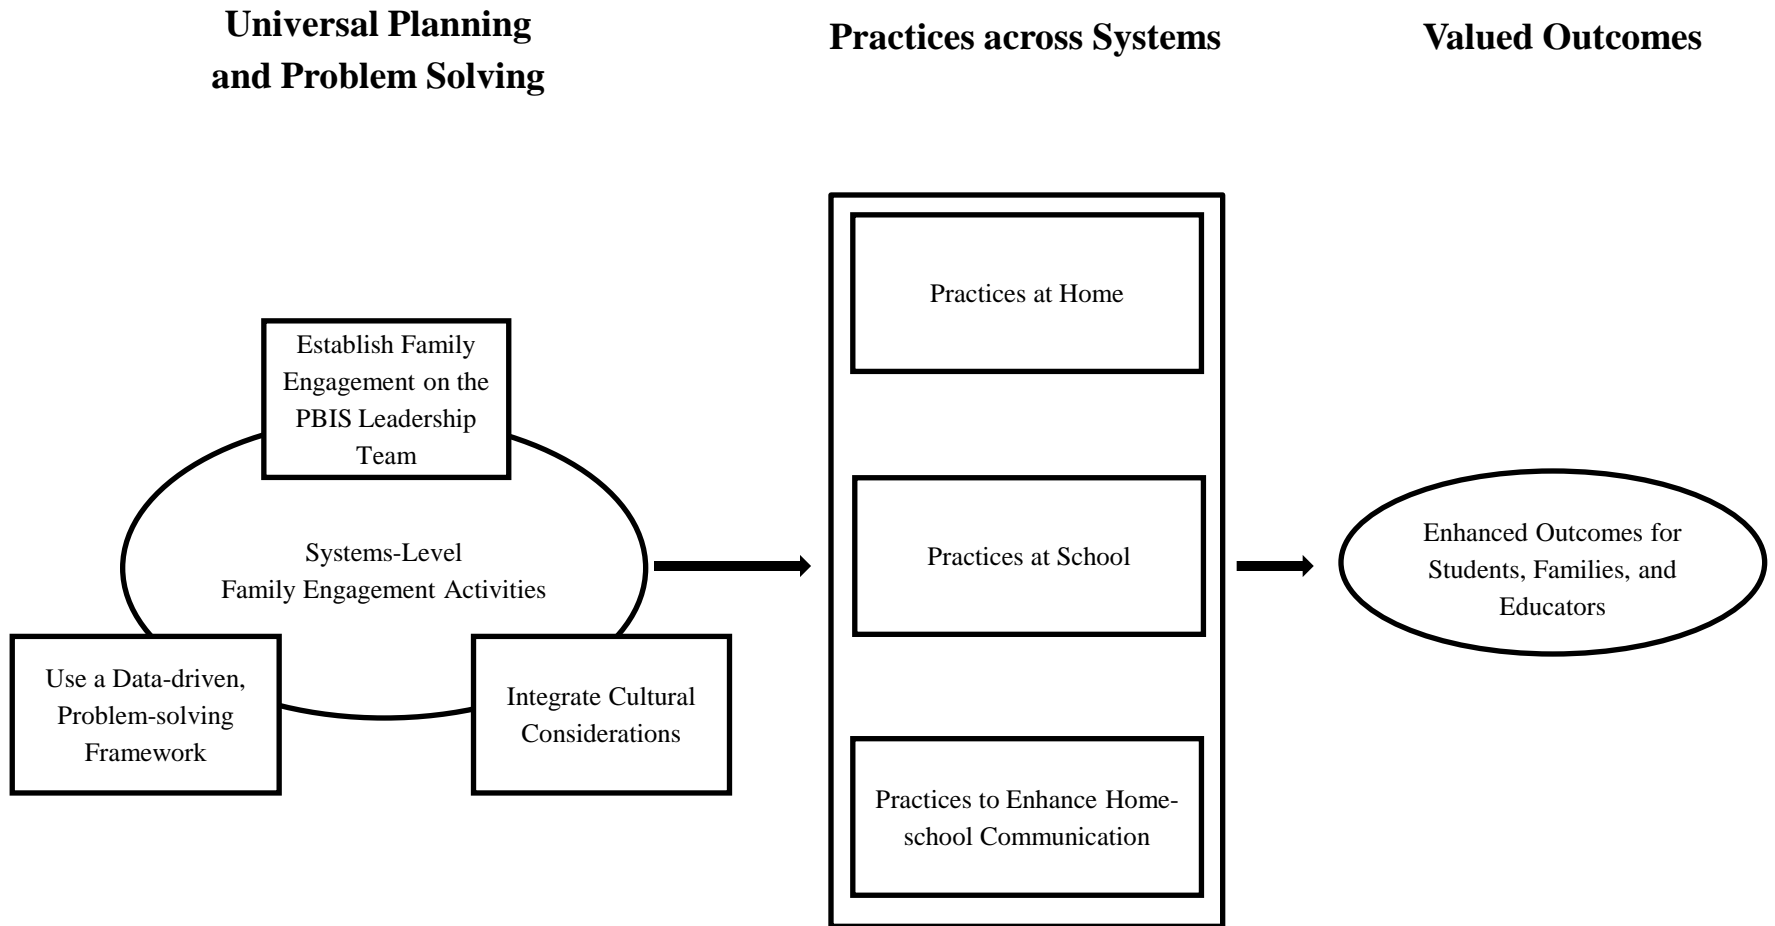 Universal Planning
and Problem Solving
Practices across Systems
Valued Outcomes
Establish Family
Engagement on the
PBIS Leadership
Team
Systems-Level
Family Engagement Activities
Use a Data-driven,
Problem-solving
Framework
Integrate Cultural
Considerations
Practices at Home
Practices at School
Practices to Enhance Home-
school Communication
Enhanced Outcomes for
Students, Families, and
Educators